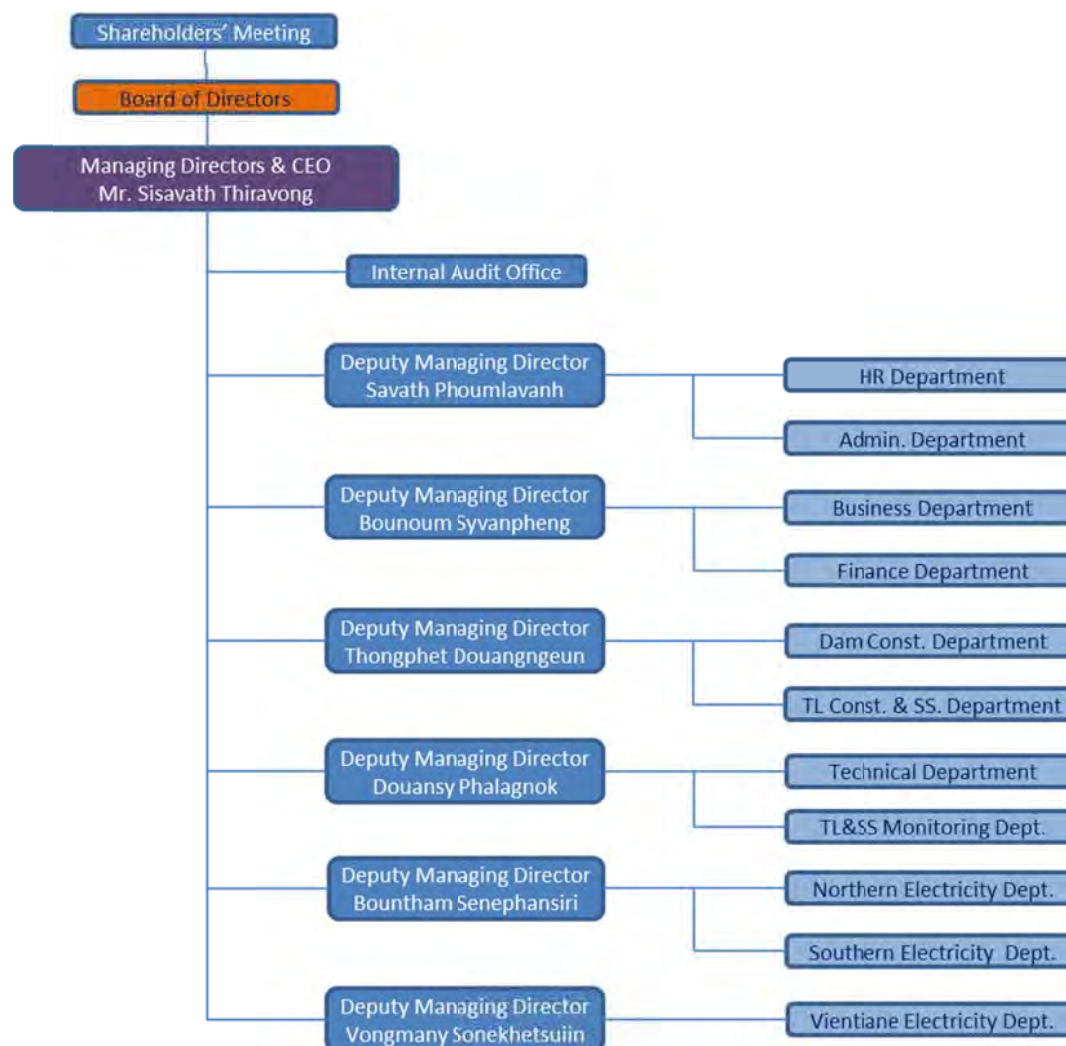 Shareholders' Meeting
Board of Directors
Managing Directors & CEO
Mr. Sisavath Thiravong
Internal Audit Office
Deputy Managing Director
Savath Phoumlavanh
HR Department
Admin. Department
Deputy Managing Director
Bounoum Syvanpheng
Business Department
Finance Department
Deputy Managing Director
Thongphet Douangngeun
Dam Const. Department
TL Const. & SS. Department
Deputy Managing Director
Douansy Phalagnok
Technical Department
TL&SS Monitoring Dept.
Deputy Managing Director
Bountham Senephansiri
Northern Electricity Dept.
Southern Electricity Dept.
Deputy Managing Director
Vongmany Sonekhetsuiin
Vientiane Electricity Dept.